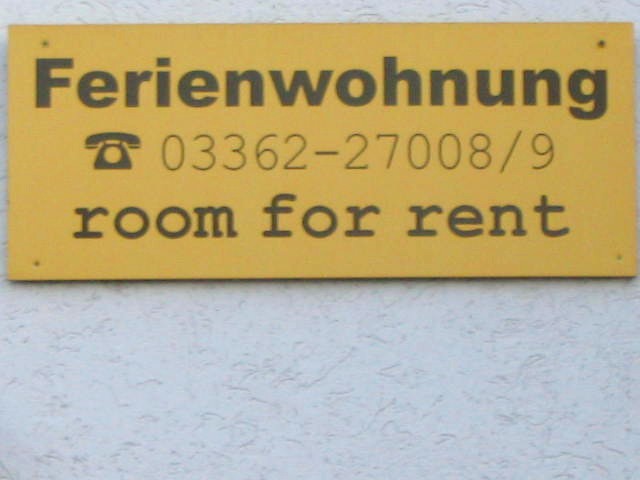 Ferienwohnung
☎ 03362-27008/9
room for rent